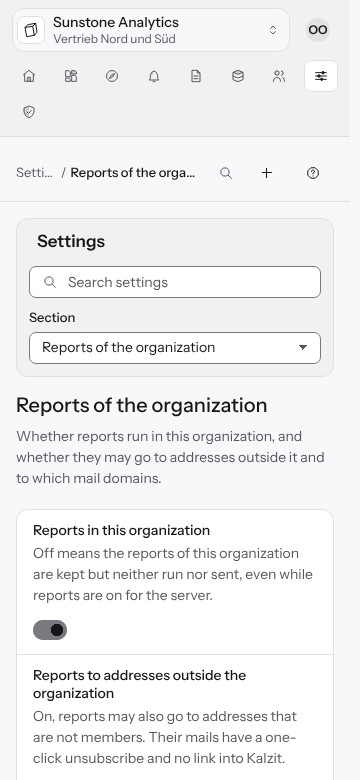 Sunstone Analytics
Vertrieb Nord und Süd
OO
Setti... / Reports of the orga...
Settings
Search settings
Section
Reports of the organization
Reports of the organization
Whether reports run in this organization, and
whether they may go to addresses outside it and
to which mail domains.
Reports in this organization
Off means the reports of this organization
are kept but neither run nor sent, even while
reports are on for the server.
Reports to addresses outside the
organization
On, reports may also go to addresses that
are not members. Their mails have a one-
click unsubscribe and no link into Kalzit.